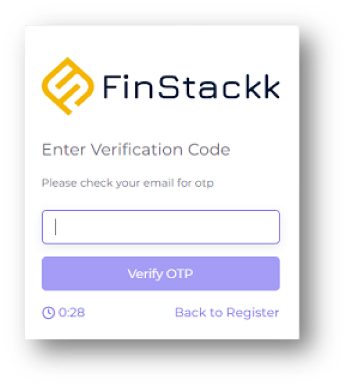 FinStackk
Enter Verification Code
Please check your email for otp
Verify OTP
0:28 Back to Register